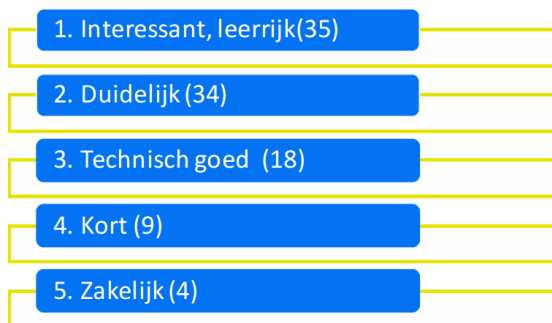 1. Interessant, leerrijk(35)
2. Duidelijk (34)
3. Technisch goed (18)
4. Kort (9)
5. Zakelijk (4)